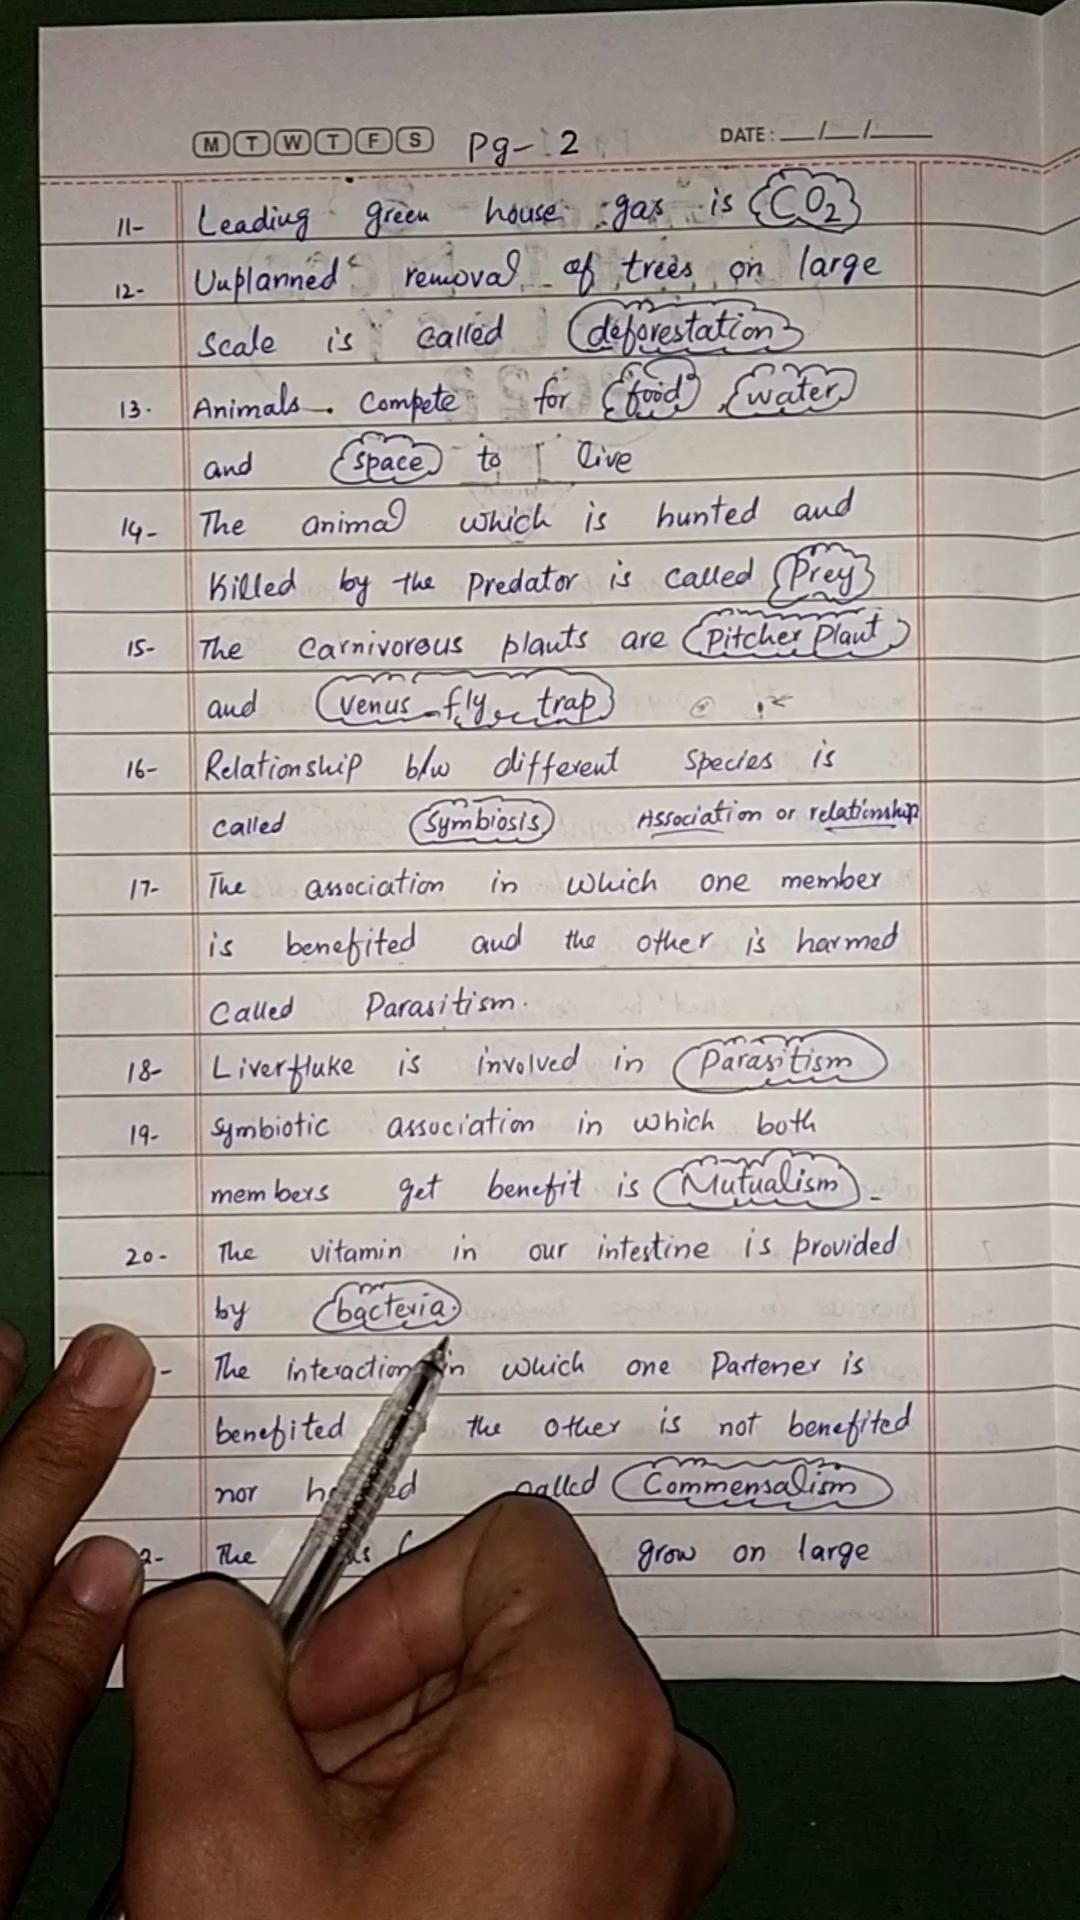 M T W T F S Pg- 2 DATE: __/__/____
11- Leading green house gas is CO2
12- Unplanned removal of trees on large
scale is called deforestation
13. Animals compete for food, water
and space to live
14- The animal which is hunted and
killed by the Predator is called Prey
15- The carnivorous plants are Pitcher Plant
and venus fly trap
16- Relationship b/w different species is
called Symbiosis Association or relationship
17- The association in which one member
is benefited and the other is harmed
Called Parasitism.
18- Liverfluke is involved in Parasitism
19- Symbiotic association in which both
members get benefit is Mutualism
20- The vitamin in our intestine is provided
by bacteria.
- The interaction in which one Partener is
benefited the other is not benefited
nor called Commensalism
The grow on large